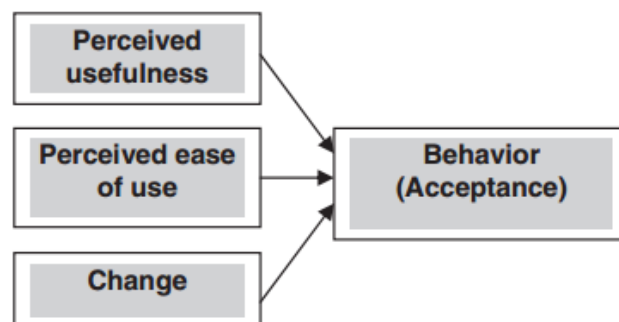 Perceived
usefulness
Perceived ease
of use
Change
Behavior
(Acceptance)